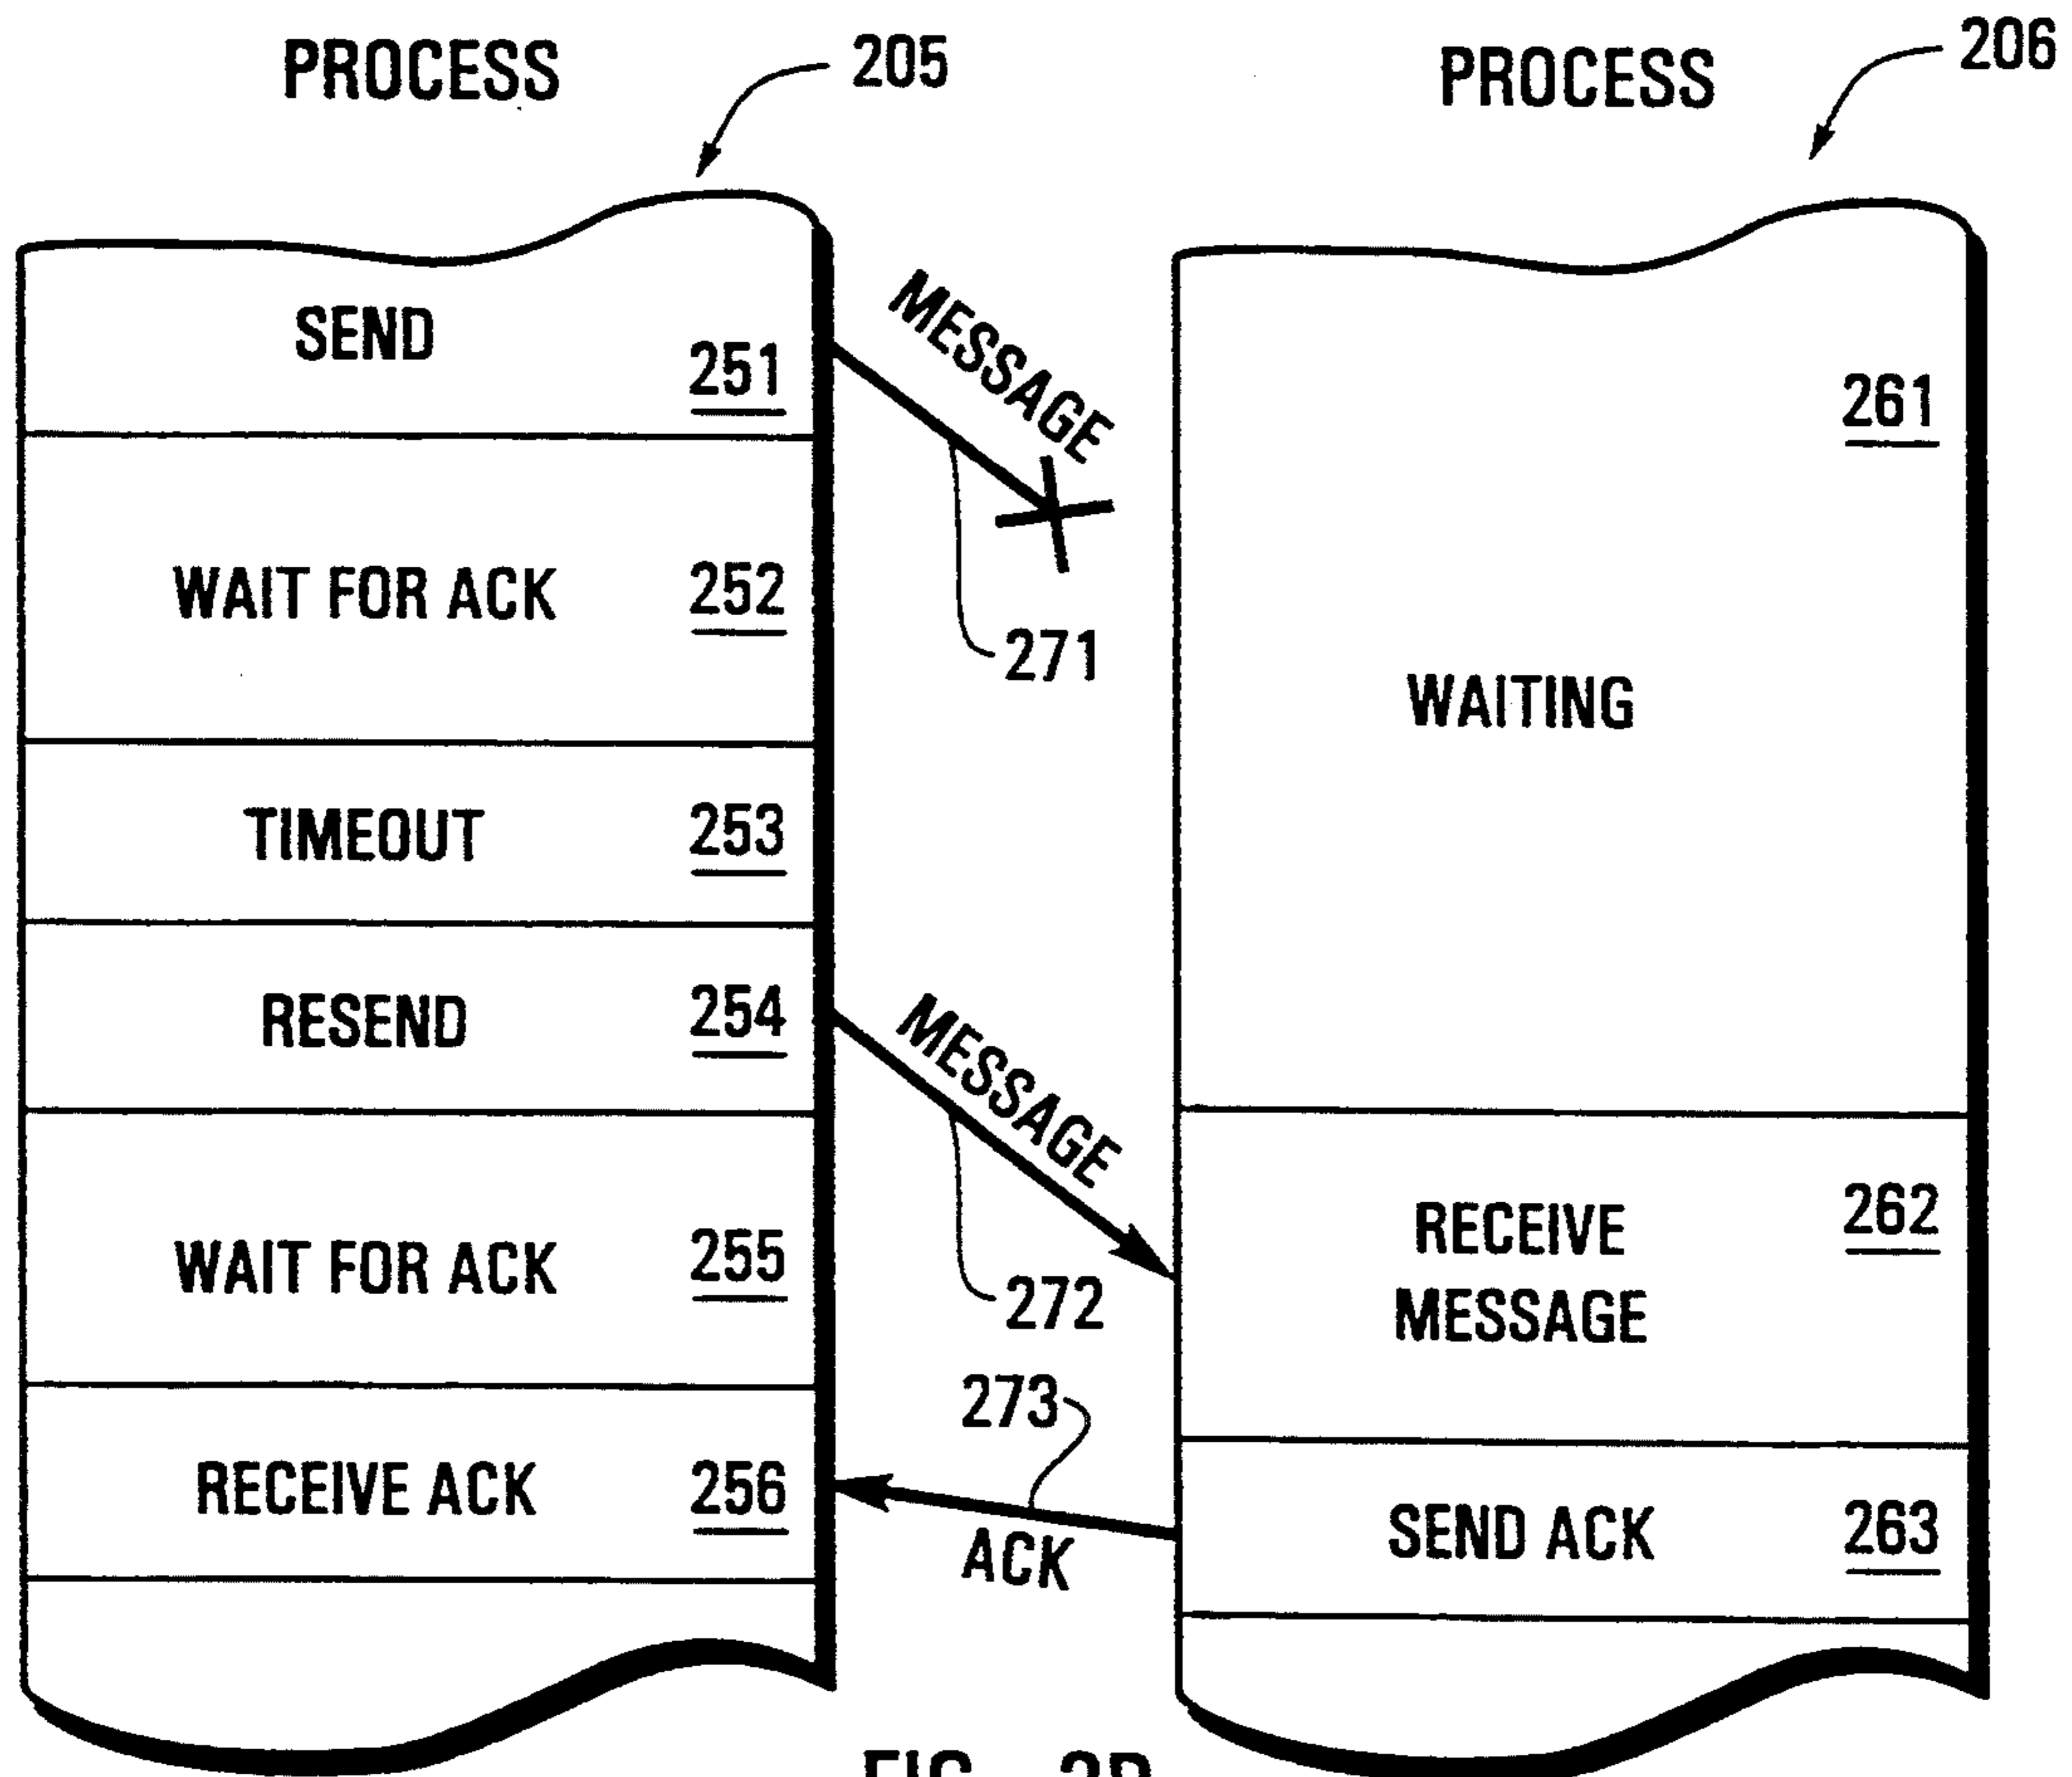 PROCESS
205
PROCESS
206
SEND
251
MESSAGE
271
261
WAIT FOR ACK
252
WAITING
TIMEOUT
253
RESEND
254
MESSAGE
272
RECEIVE
MESSAGE
262
WAIT FOR ACK
255
273
RECEIVE ACK
256
ACK
SEND ACK
263
FIG.